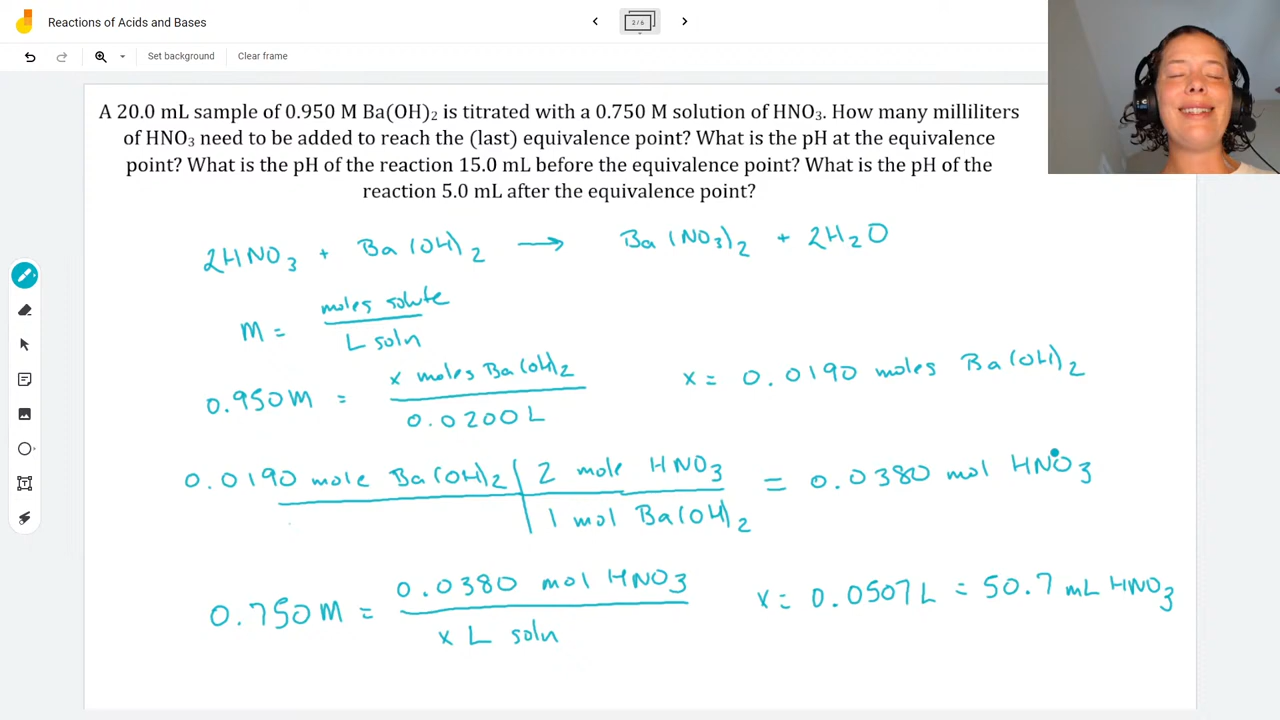 Reactions of Acids and Bases
2/6
Set background Clear frame
A 20.0 mL sample of 0.950 M Ba(OH)₂ is titrated with a 0.750 M solution of HNO₃. How many milliliters
of HNO₃ need to be added to reach the (last) equivalence point? What is the pH at the equivalence
point? What is the pH of the reaction 15.0 mL before the equivalence point? What is the pH of the
reaction 5.0 mL after the equivalence point?
2HNO₃ + Ba(OH)₂ → Ba(NO₃)₂ + 2H₂O
M = moles solute
L soln
0.950M = x moles Ba(OH)₂
0.0200L
x = 0.0190 moles Ba(OH)₂
0.0190 mole Ba(OH)₂ | 2 mole HNO₃ = 0.0380 mol HNO₃
1 mol Ba(OH)₂
0.750M = 0.0380 mol HNO₃
x L soln
x = 0.0507L = 50.7 mL HNO₃